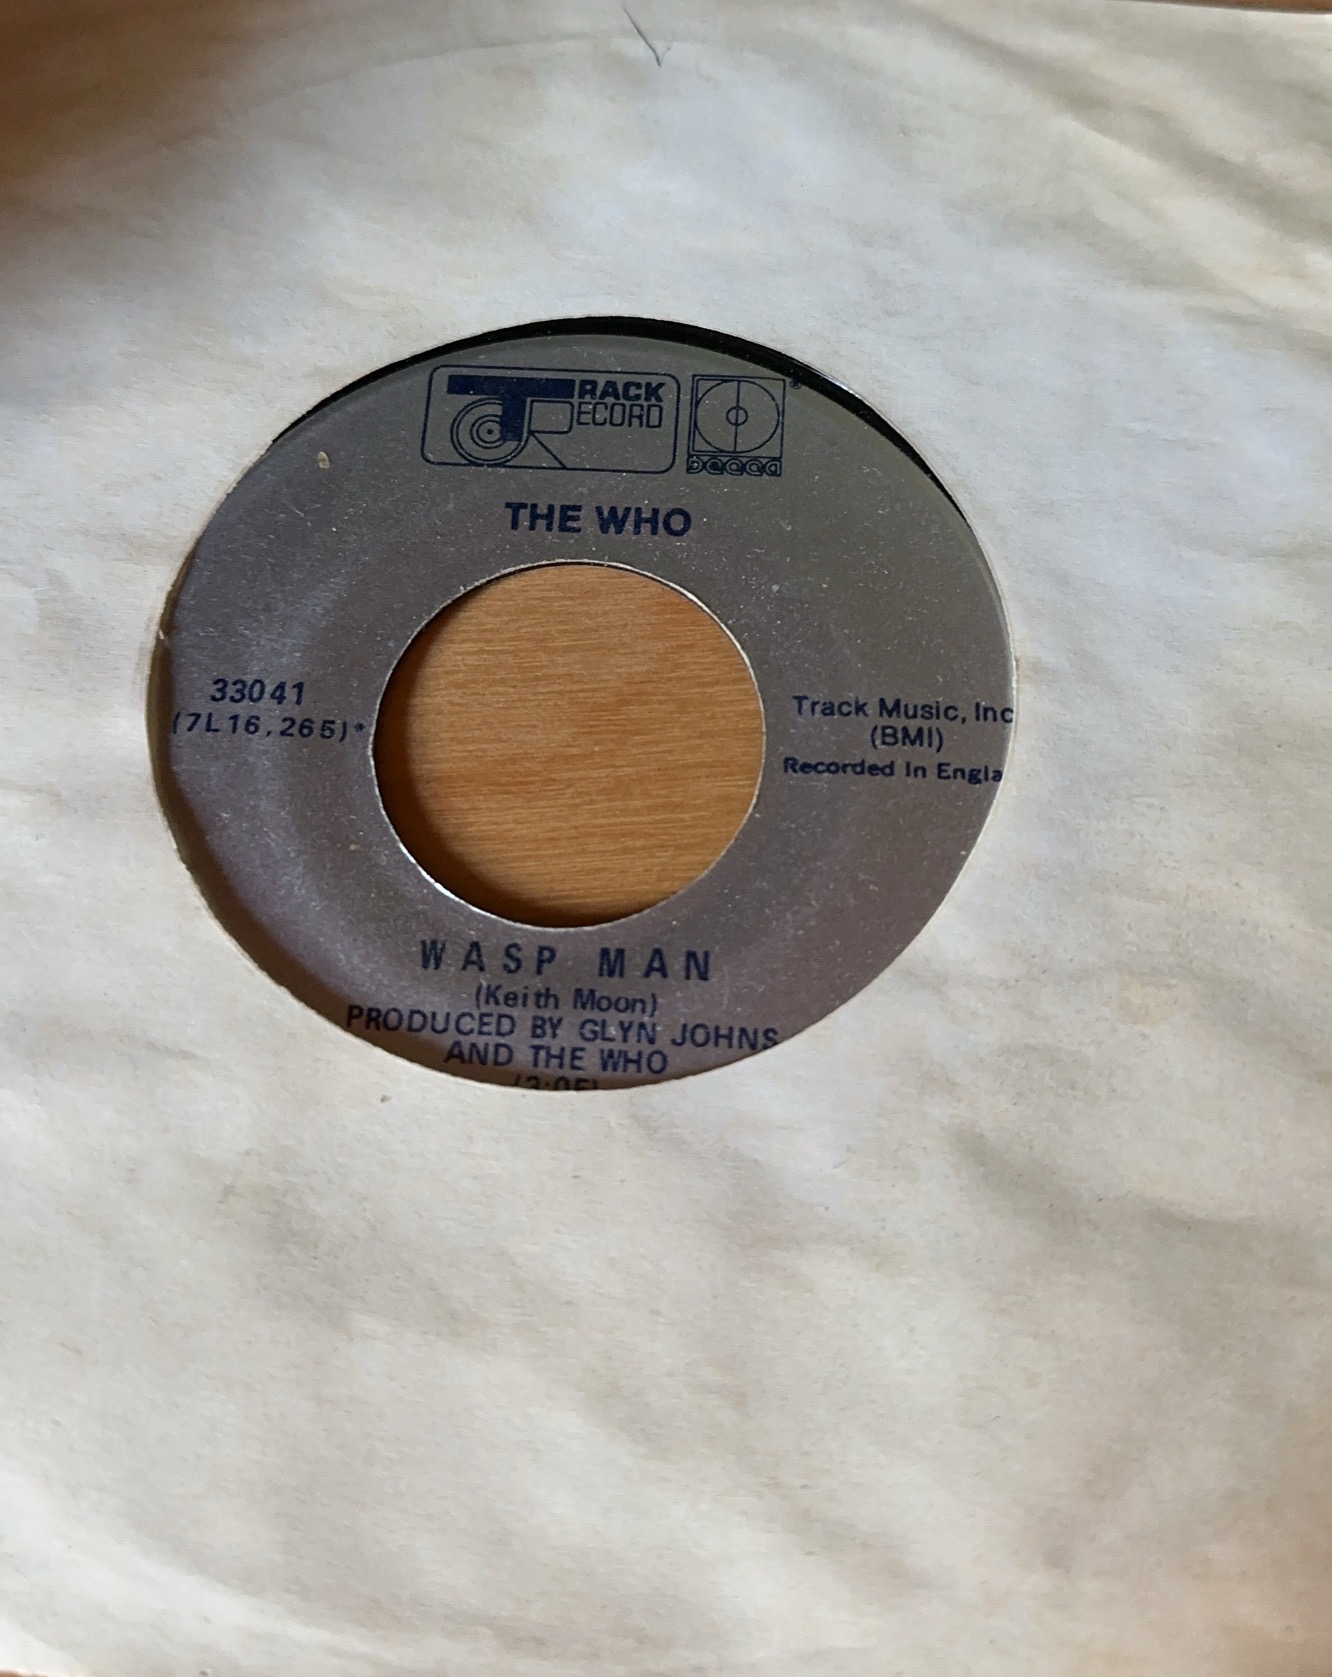 TRACK
RECORD
DECCA®
THE WHO
33041
(7L16,265)*
Track Music, Inc
(BMI)
Recorded In Engla
WASP MAN
(Keith Moon)
PRODUCED BY GLYN JOHNS
AND THE WHO